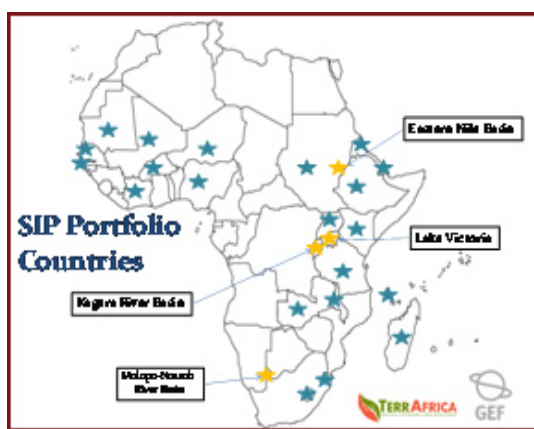 Eastern Nile Basin
SIP Portfolio
Countries
Lake Victoria
Kagera River Basin
Molopo-Nossob
River Basin
TERRAFRICA
GEF